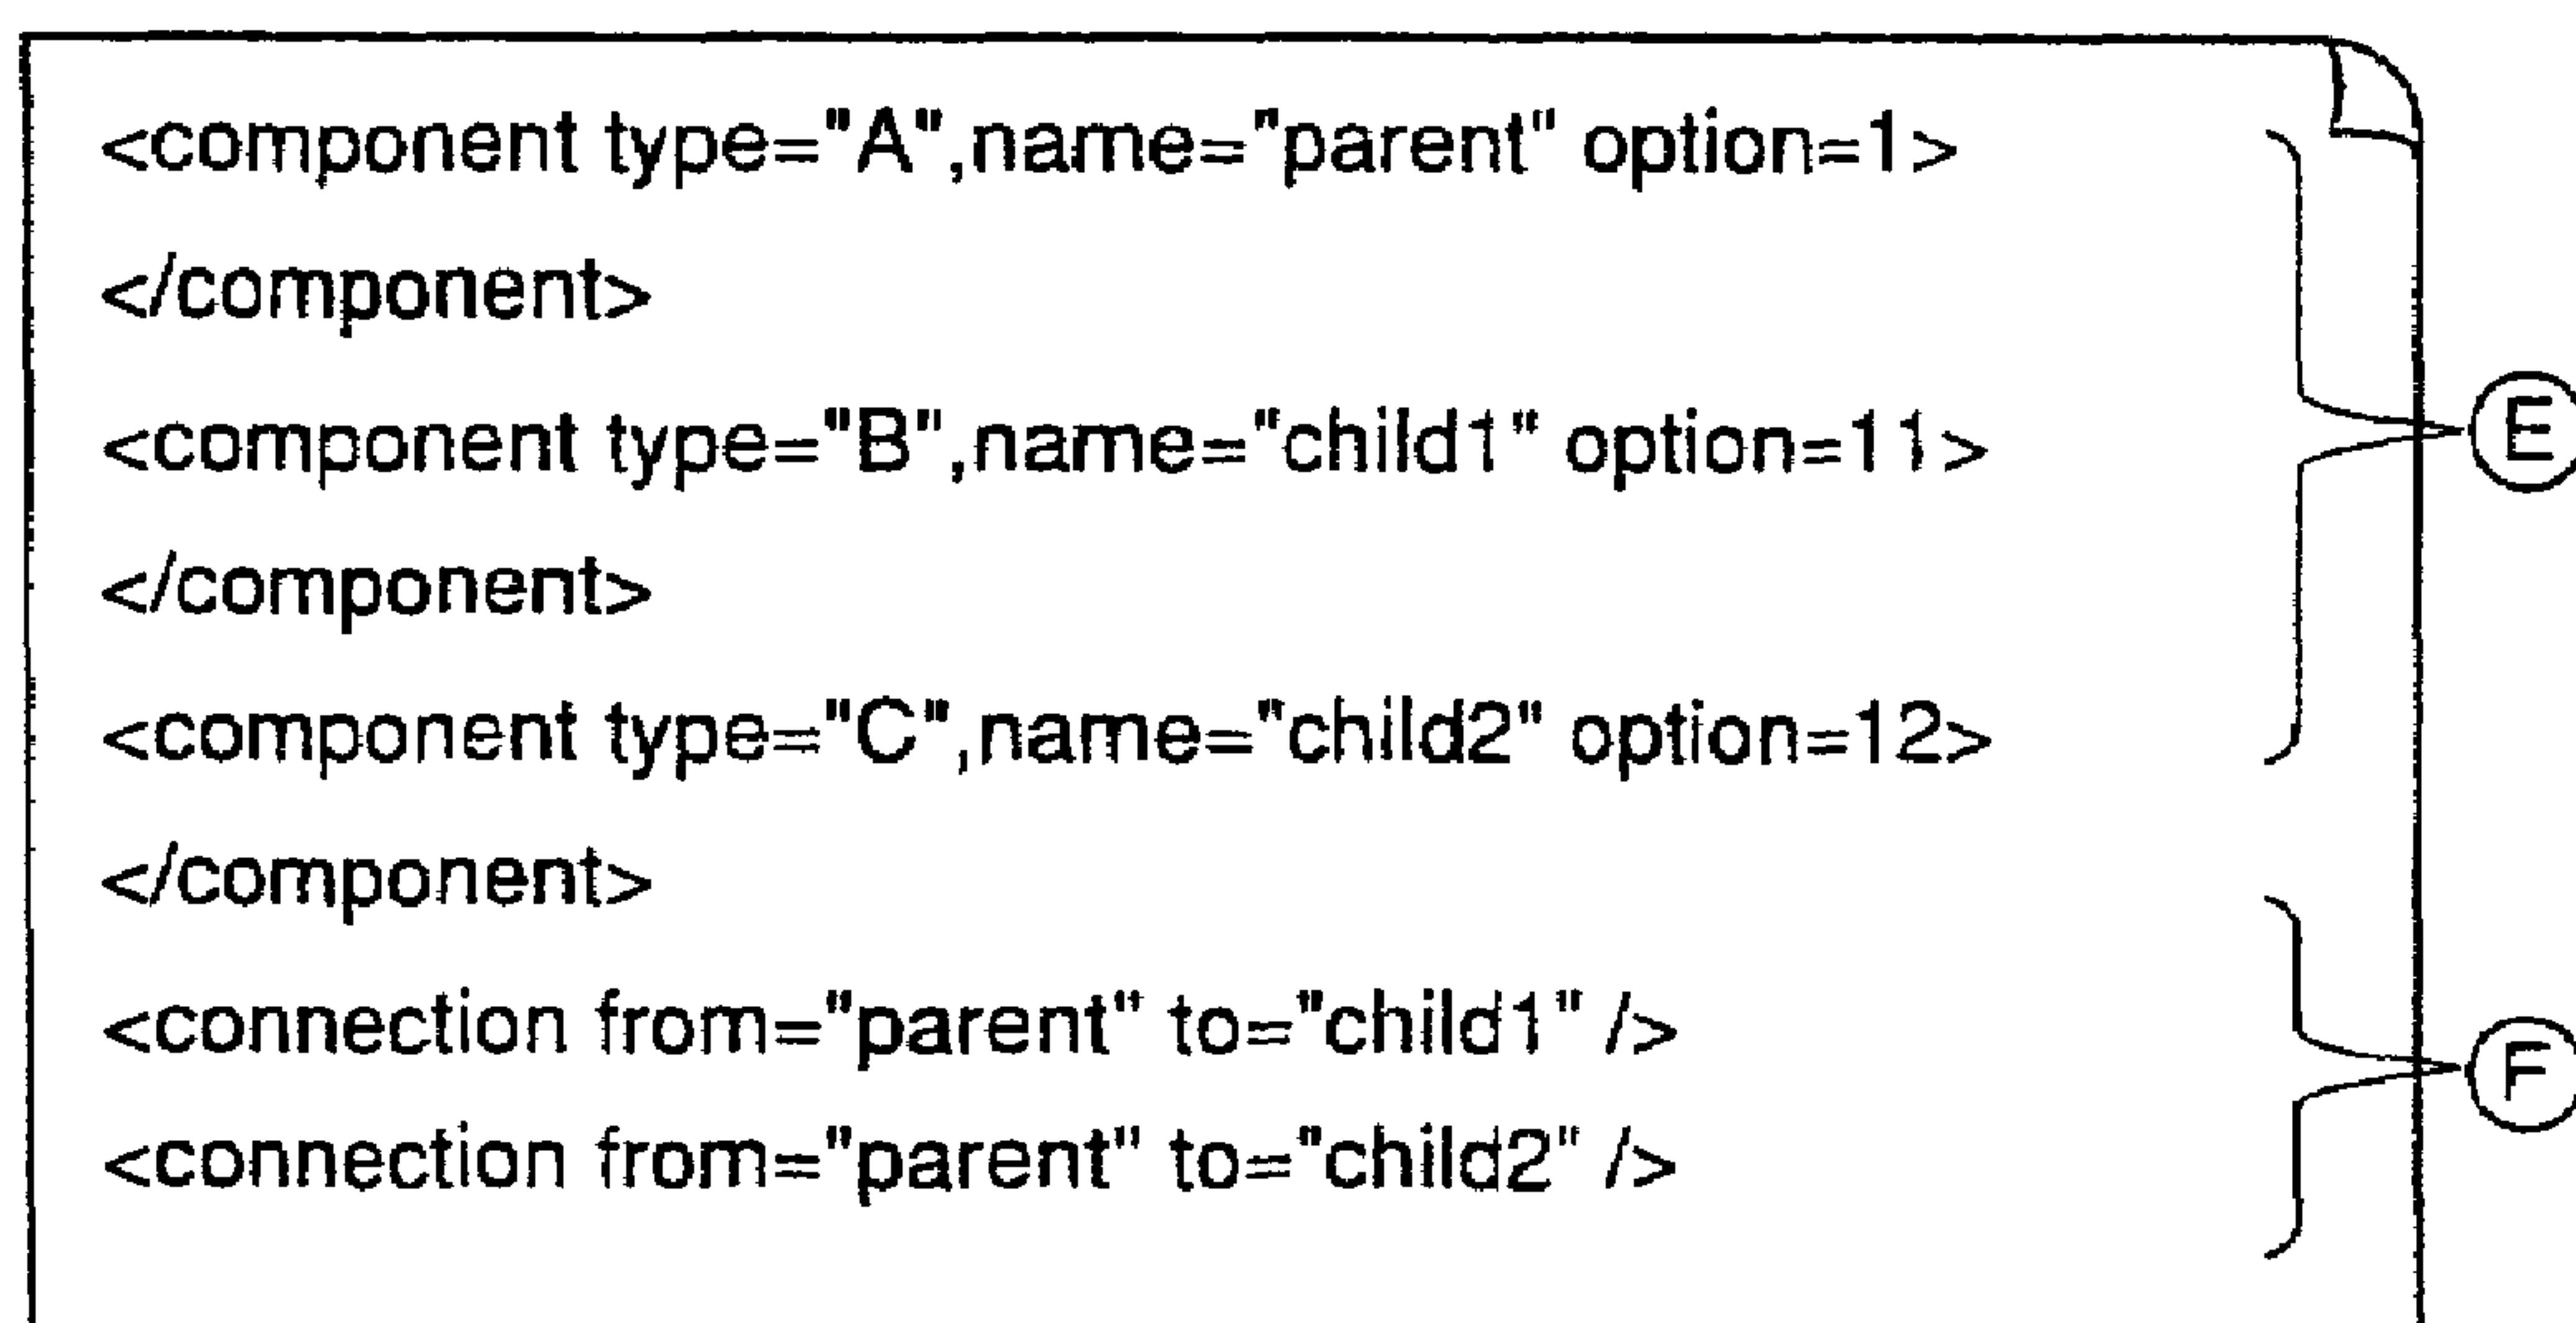 <component type="A",name="parent" option=1>
</component>
<component type="B",name="child1" option=11>
</component>
E
<component type="C",name="child2" option=12>
</component>
<connection from="parent" to="child1" />
F
<connection from="parent" to="child2" />